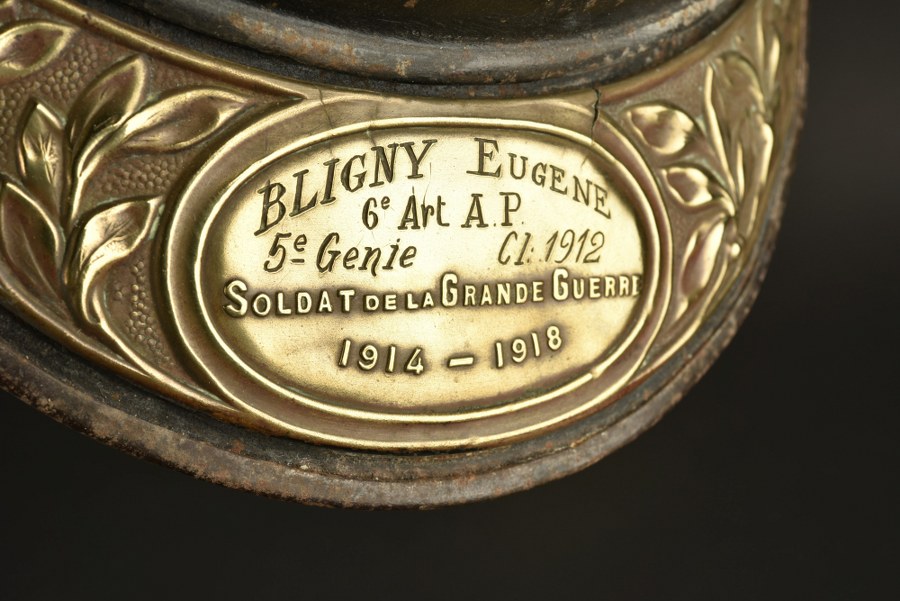 BLIGNY EUGENE
6e Art A.P.
5e Genie Cl: 1912
SOLDAT DE LA GRANDE GUERRE
1914 – 1918